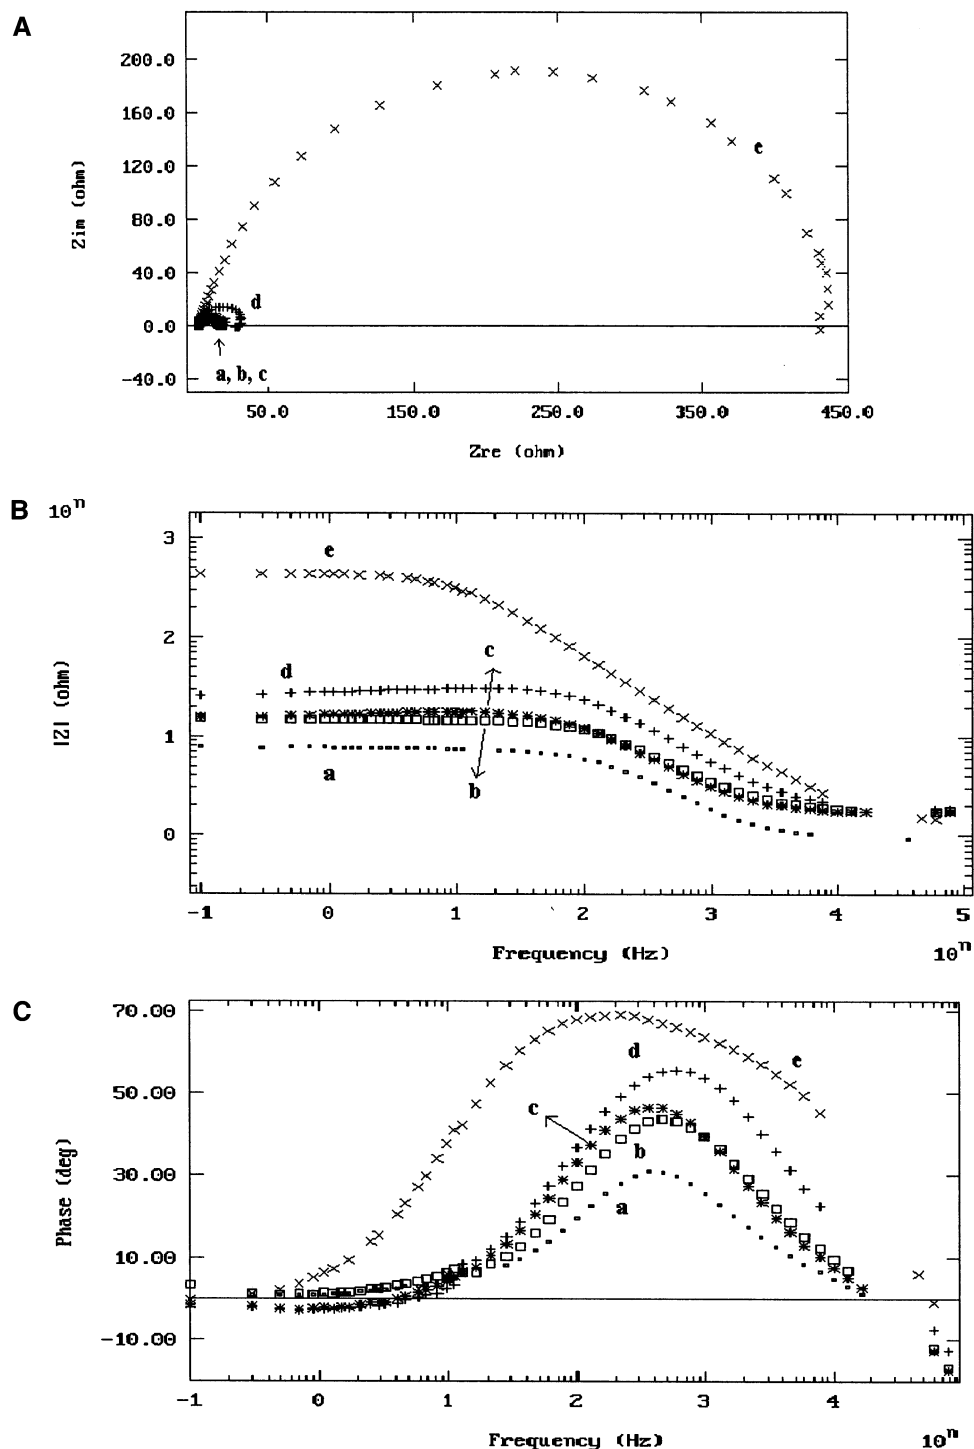 A
200.0
160.0
120.0
80.0
40.0
0.0
-40.0
Zim (ohm)
e
d
a, b, c
50.0 150.0 250.0 350.0 450.0
Zre (ohm)
B
10^n
3
2
1
0
|Z| (ohm)
e
d
c
b
a
-1 0 1 2 3 4 5
Frequency (Hz) 10^n
C
70.00
50.00
30.00
10.00
-10.00
Phase (deg)
e
d
c
b
a
-1 0 1 2 3 4
Frequency (Hz) 10^n